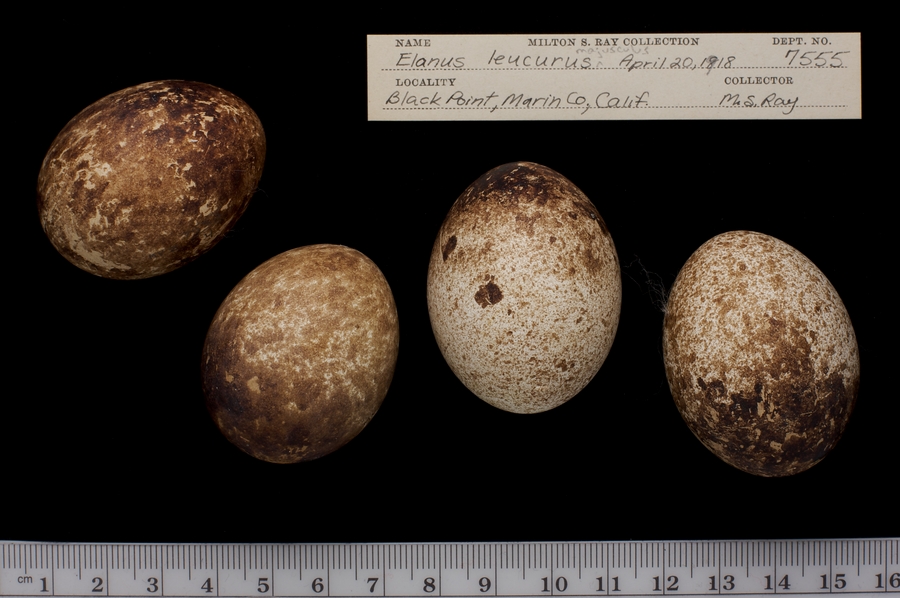 NAME MILTON S. RAY COLLECTION DEPT. NO.
majusculus
Elanus leucurus. April 20, 1918 7555
LOCALITY COLLECTOR
Black Point, Marin Co, Calif. M.S. Ray
cm 1 2 3 4 5 6 7 8 9 10 11 12 13 14 15 16